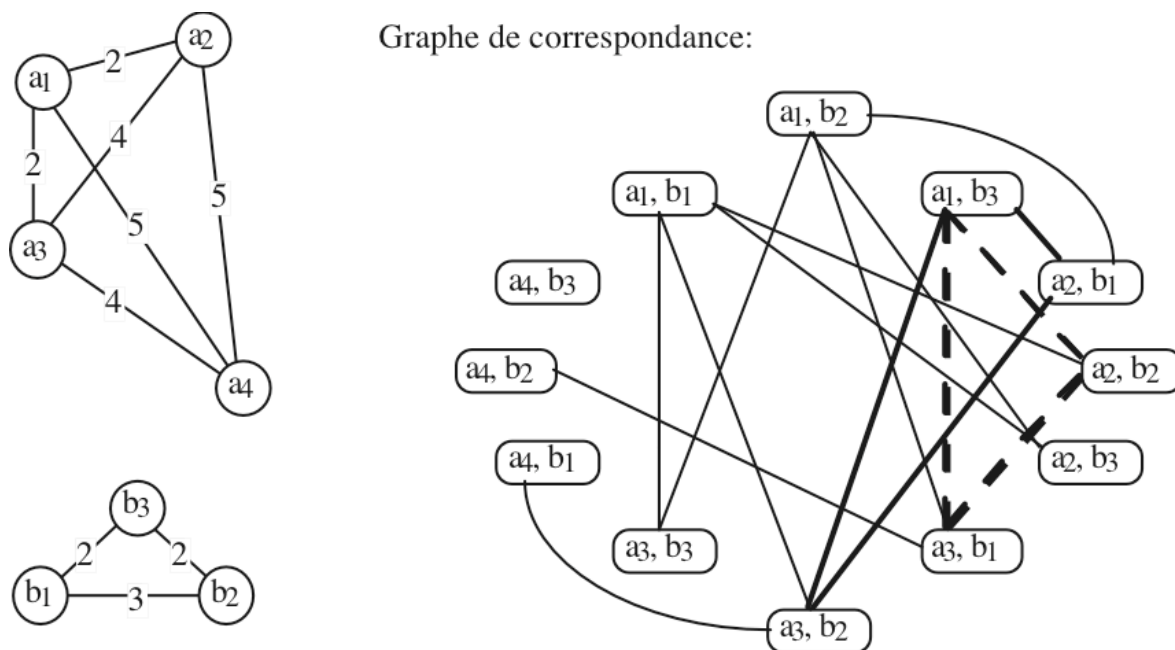 Graphe de correspondance:
a2
2
a1
4
2
5
5
a3
4
a4
b3
2
2
b1
3
b2
a1, b2
a1, b1
a1, b3
a4, b3
a2, b1
a4, b2
a2, b2
a4, b1
a2, b3
a3, b3
a3, b1
a3, b2